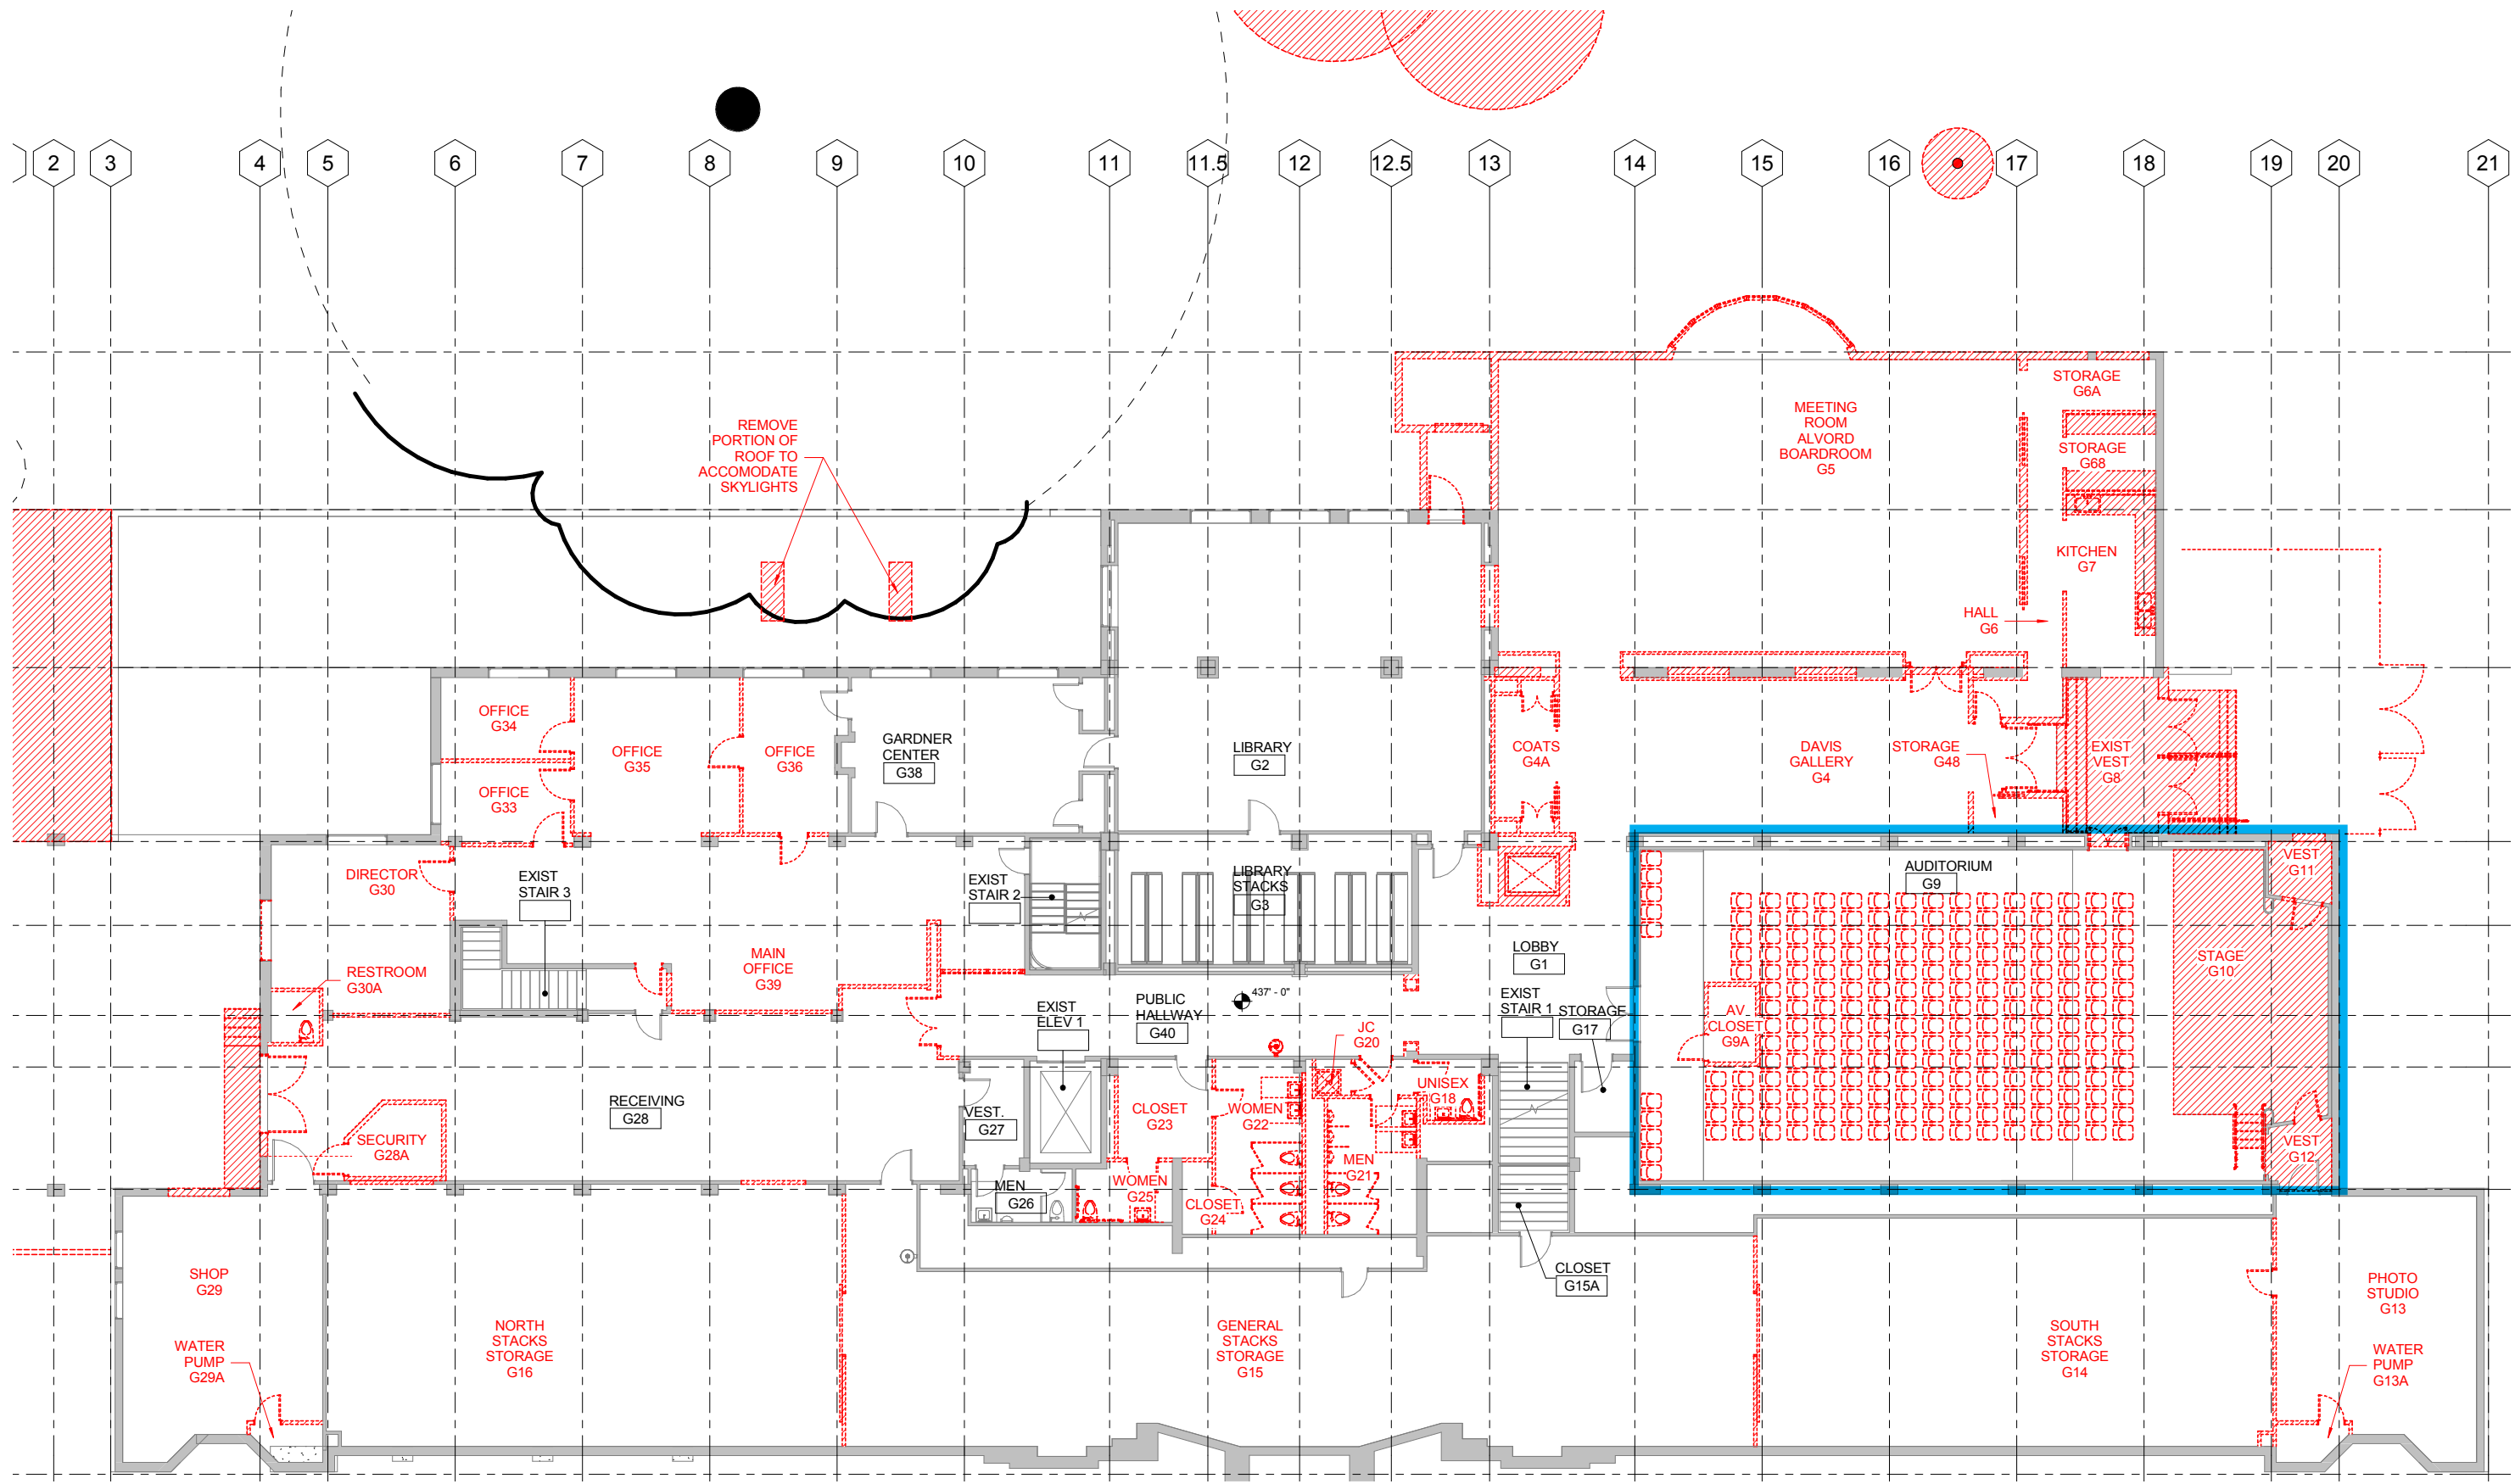 2
3
4
5
6
7
8
9
10
11
11.5
12
12.5
13
14
15
16
17
18
19
20
21
REMOVE
PORTION OF
ROOF TO
ACCOMODATE
SKYLIGHTS
MEETING
ROOM
ALVORD
BOARDROOM
G5
STORAGE
G6A
STORAGE
G68
KITCHEN
G7
HALL
G6
OFFICE
G34
OFFICE
G33
OFFICE
G35
OFFICE
G36
GARDNER
CENTER
G38
LIBRARY
G2
COATS
G4A
DAVIS
GALLERY
G4
STORAGE
G48
EXIST
VEST
G8
DIRECTOR
G30
EXIST
STAIR 3
EXIST
STAIR 2
LIBRARY
STACKS
G3
AUDITORIUM
G9
VEST
G11
RESTROOM
G30A
MAIN
OFFICE
G39
LOBBY
G1
STAGE
G10
EXIST
ELEV 1
PUBLIC
HALLWAY
G40
437' - 0"
EXIST
STAIR 1
STORAGE
G17
JC
G20
AV
CLOSET
G9A
SECURITY
G28A
RECEIVING
G28
VEST.
G27
CLOSET
G23
WOMEN
G22
UNISEX
G18
MEN
G21
VEST
G12
MEN
G26
WOMEN
G25
CLOSET
G24
SHOP
G29
CLOSET
G15A
PHOTO
STUDIO
G13
WATER
PUMP
G29A
NORTH
STACKS
STORAGE
G16
GENERAL
STACKS
STORAGE
G15
SOUTH
STACKS
STORAGE
G14
WATER
PUMP
G13A